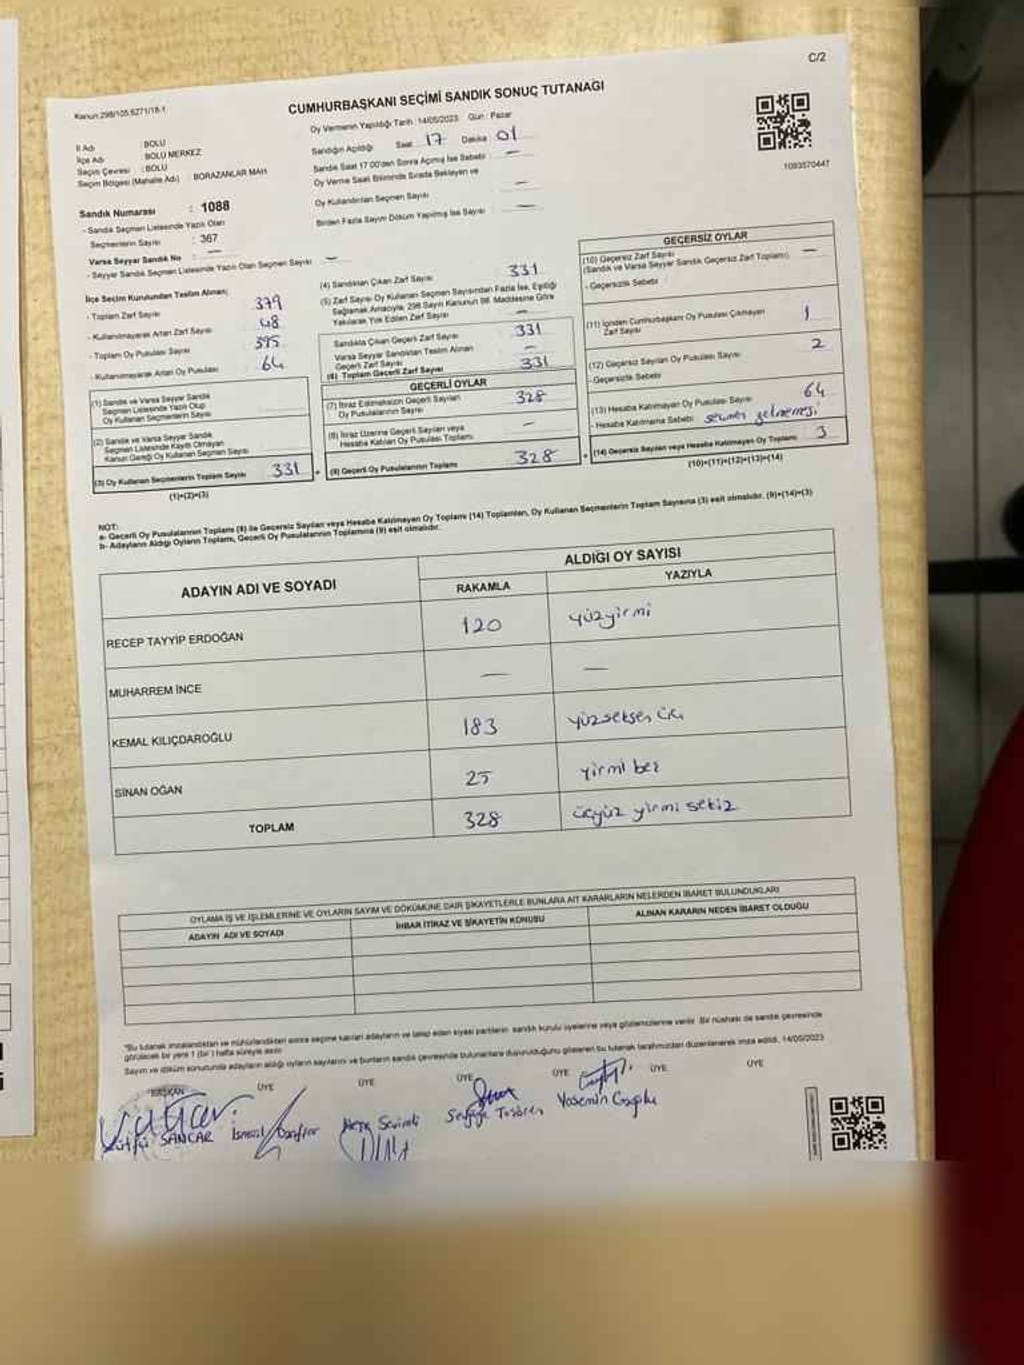 C/2
Kanun:298/105,6271/18-1
CUMHURBAŞKANI SEÇİMİ SANDIK SONUÇ TUTANAĞI
Oy Vermenin Yapıldığı Tarih : 14/05/2023 Gün : Pazar
İl Adı : BOLU
İlçe Adı : BOLU MERKEZ
Seçim Çevresi : BOLU
Seçim Bölgesi (Mahalle Adı) : BORAZANLAR MAH
Sandığın Açıldığı Saat 17 Dakika 01
Sandık Saat 17:00'den Sonra Açılmış İse Sebebi : —
Oy Verme Saati Bitiminde Sırada Bekleyen ve
Oy Kullandırılan Seçmen Sayısı —
Birden Fazla Sayım Döküm Yapılmış İse Sayısı : —
1093570447
Sandık Numarası : 1088
- Sandık Seçmen Listesinde Yazılı Olan
Seçmenlerin Sayısı : 367
Varsa Seyyar Sandık No : —
- Seyyar Sandık Seçmen Listesinde Yazılı Olan Seçmen Sayısı —
İlçe Seçim Kurulundan Teslim Alınan;
- Toplam Zarf Sayısı 379
- Kullanılmayarak Artan Zarf Sayısı 48
- Toplam Oy Pusulası Sayısı 395
- Kullanılmayarak Artan Oy Pusulası 64
(1) Sandık ve Varsa Seyyar Sandık
Seçmen Listesinde Yazılı Olup
Oy Kullanan Seçmenlerin Sayısı
(2) Sandık ve Varsa Seyyar Sandık
Seçmen Listesinde Kayıtlı Olmayan
Kanun Gereği Oy Kullanan Seçmen Sayısı
(3) Oy Kullanan Seçmenlerin Toplam Sayısı 331
(1)+(2)=(3)
(4) Sandıktan Çıkan Zarf Sayısı 331
(5) Zarf Sayısı Oy Kullanan Seçmen Sayısından Fazla İse, Eşitliği
Sağlamak Amacıyla; 298 Sayılı Kanunun 98. Maddesine Göre
Yakılarak Yok Edilen Zarf Sayısı —
Sandıkta Çıkan Geçerli Zarf Sayısı 331
Varsa Seyyar Sandıktan Teslim Alınan
Geçerli Zarf Sayısı —
(6) Toplam Geçerli Zarf Sayısı 331
GEÇERLİ OYLAR
(7) İtiraz Edilmeksizin Geçerli Sayılan
Oy Pusulalarının Sayısı 328
(8) İtiraz Üzerine Geçerli Sayılan veya
Hesaba Katılan Oy Pusulası Toplamı —
(9) Geçerli Oy Pusulalarının Toplamı 328
GEÇERSİZ OYLAR
(10) Geçersiz Zarf Sayısı —
(Sandık ve Varsa Seyyar Sandık Geçersiz Zarf Toplamı)
- Geçersizlik Sebebi :
(11) İçinden Cumhurbaşkanı Oy Pusulası Çıkmayan
Zarf Sayısı 1
(12) Geçersiz Sayılan Oy Pusulası Sayısı 2
- Geçersizlik Sebebi
(13) Hesaba Katılmayan Oy Pusulası Sayısı 64
- Hesaba Katılmama Sebebi: seçmen gelmemesi
(14) Geçersiz Sayılan veya Hesaba Katılmayan Oy Toplamı 3
(10)+(11)+(12)+(13)=(14)
NOT:
a- Geçerli Oy Pusulalarının Toplamı (9) ile Geçersiz Sayılan veya Hesaba Katılmayan Oy Toplamı (14) Toplamları, Oy Kullanan Seçmenlerin Toplam Sayısına (3) eşit olmalıdır. (9)+(14)=(3)
b- Adayların Aldığı Oyların Toplamı, Geçerli Oy Pusulalarının Toplamına (9) eşit olmalıdır.
ADAYIN ADI VE SOYADI ALDIĞI OY SAYISI
RAKAMLA YAZIYLA
RECEP TAYYİP ERDOĞAN 120 yüzyirmi
MUHARREM İNCE — —
KEMAL KILIÇDAROĞLU 183 yüzseksen üç
SİNAN OĞAN 25 yirmi beş
TOPLAM 328 üçyüz yirmi sekiz
OYLAMA İŞ VE İŞLEMLERİNE VE OYLARIN SAYIM VE DÖKÜMÜNE DAİR ŞİKAYETLERLE BUNLARA AİT KARARLARIN NELERDEN İBARET BULUNDUKLARI
ADAYIN ADI VE SOYADI İHBAR İTİRAZ VE ŞİKAYETİN KONUSU ALINAN KARARIN NEDEN İBARET OLDUĞU
"Bu tutanak imzalandıktan ve mühürlendikten sonra seçime katılan adayların ve talep eden siyasi partilerin sandık kurulu üyelerine veya gözlemcilerine verilir. Bir nüshası da sandık çevresinde
görülecek bir yere 1 (bir) hafta süreyle asılır.
Sayım ve döküm sonucunda adayların aldığı oyların sayılarını ve bunların sandık çevresinde bulunanlara duyurulduğunu gösteren bu tutanak tarafımızdan düzenlenerek imza edildi. 14/05/2023
BAŞKAN ÜYE ÜYE ÜYE ÜYE ÜYE ÜYE
Lütfü SANCAR İsmail Sevimli Yasemin